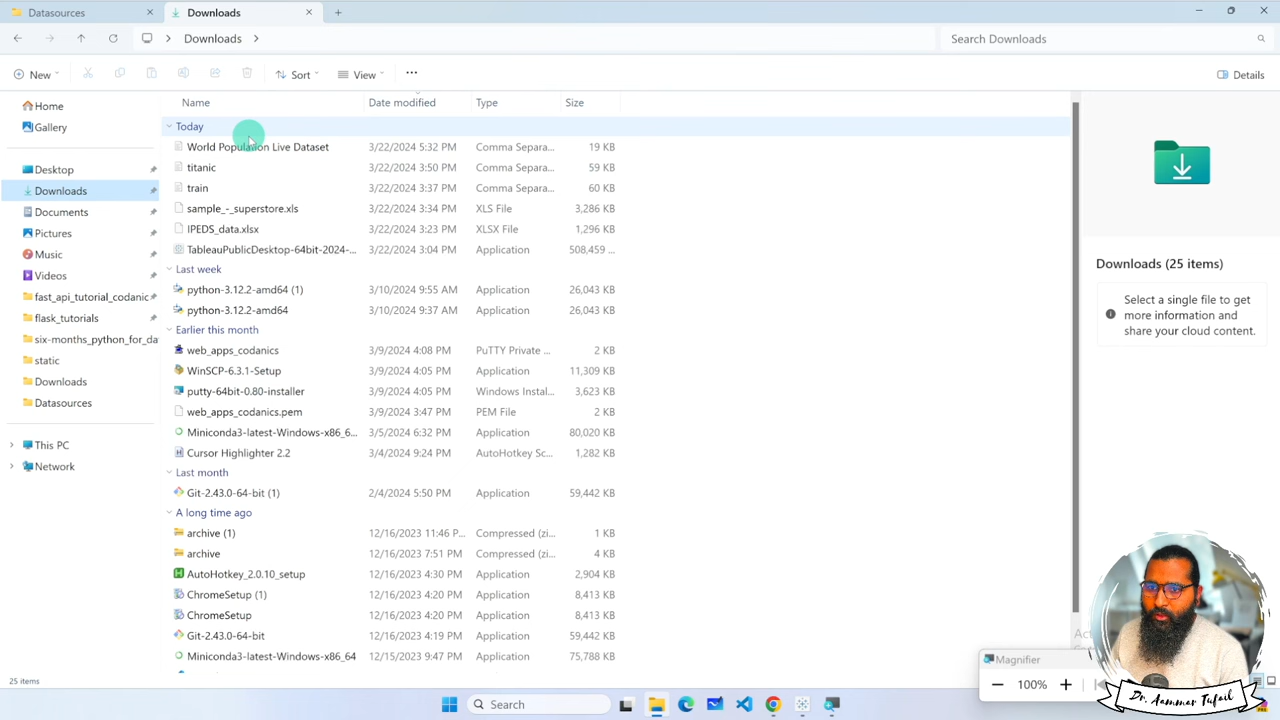 Datasources
Downloads
Downloads
Search Downloads
New
Sort
View
Details
Home
Gallery
Desktop
Downloads
Documents
Pictures
Music
Videos
fast_api_tutorial_codanic
flask_tutorials
six-months_python_for_da
static
Downloads
Datasources
This PC
Network
Name Date modified Type Size
Today
World Population Live Dataset 3/22/2024 5:32 PM Comma Separa... 19 KB
titanic 3/22/2024 3:50 PM Comma Separa... 59 KB
train 3/22/2024 3:37 PM Comma Separa... 60 KB
sample_-_superstore.xls 3/22/2024 3:34 PM XLS File 3,286 KB
IPEDS_data.xlsx 3/22/2024 3:23 PM XLSX File 1,296 KB
TableauPublicDesktop-64bit-2024-... 3/22/2024 3:04 PM Application 508,459 ...
Last week
python-3.12.2-amd64 (1) 3/10/2024 9:55 AM Application 26,043 KB
python-3.12.2-amd64 3/10/2024 9:37 AM Application 26,043 KB
Earlier this month
web_apps_codanics 3/9/2024 4:08 PM PuTTY Private ... 2 KB
WinSCP-6.3.1-Setup 3/9/2024 4:05 PM Application 11,309 KB
putty-64bit-0.80-installer 3/9/2024 4:05 PM Windows Instal... 3,623 KB
web_apps_codanics.pem 3/9/2024 3:47 PM PEM File 2 KB
Miniconda3-latest-Windows-x86_6... 3/5/2024 6:32 PM Application 80,020 KB
Cursor Highlighter 2.2 3/4/2024 9:24 PM AutoHotkey Sc... 1,282 KB
Last month
Git-2.43.0-64-bit (1) 2/4/2024 5:50 PM Application 59,442 KB
A long time ago
archive (1) 12/16/2023 11:46 P... Compressed (zi... 1 KB
archive 12/16/2023 7:51 PM Compressed (zi... 4 KB
AutoHotkey_2.0.10_setup 12/16/2023 4:30 PM Application 2,904 KB
ChromeSetup (1) 12/16/2023 4:20 PM Application 8,413 KB
ChromeSetup 12/16/2023 4:20 PM Application 8,413 KB
Git-2.43.0-64-bit 12/16/2023 4:19 PM Application 59,442 KB
Miniconda3-latest-Windows-x86_64 12/15/2023 9:47 PM Application 75,788 KB
Downloads (25 items)
Select a single file to get
more information and
share your cloud content.
25 items
Magnifier
100%
Search
Dr. Aammar Tufail